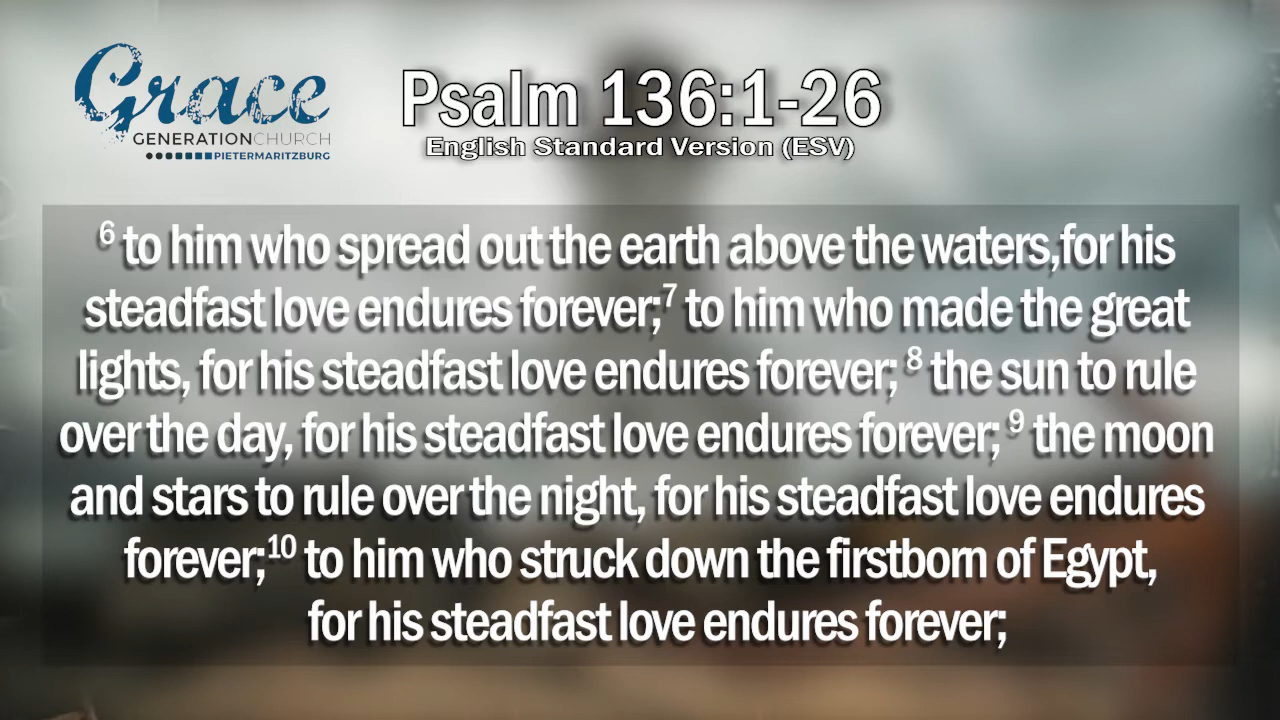 Grace
GENERATIONCHURCH
PIETERMARITZBURG
Psalm 136:1-26
English Standard Version (ESV)
6 to him who spread out the earth above the waters,for his
steadfast love endures forever;7 to him who made the great
lights, for his steadfast love endures forever; 8 the sun to rule
over the day, for his steadfast love endures forever; 9 the moon
and stars to rule over the night, for his steadfast love endures
forever;10 to him who struck down the firstborn of Egypt,
for his steadfast love endures forever;